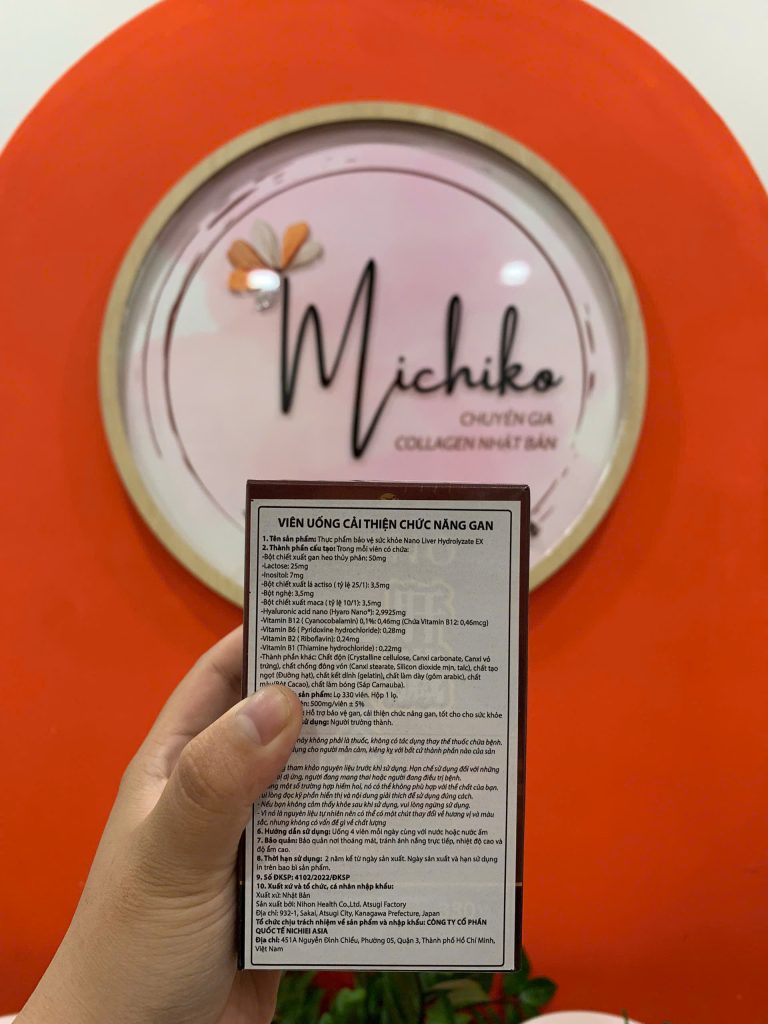 Michiko
CHUYÊN GIA
COLLAGEN NHẬT BẢN
VIÊN UỐNG CẢI THIỆN CHỨC NĂNG GAN
1. Tên sản phẩm: Thực phẩm bảo vệ sức khỏe Nano Liver Hydrolyzate EX
2. Thành phần cấu tạo: Trong mỗi viên có chứa:
-Bột chiết xuất gan heo thủy phân: 50mg
-Lactose: 25mg
-Inositol: 7mg
-Bột chiết xuất lá actiso ( tỷ lệ 25/1): 3,5mg
-Bột nghệ: 3,5mg
-Bột chiết xuất maca ( tỷ lệ 10/1): 3,5mg
-Hyaluronic acid nano (Hyaro Nano®): 2,9925mg
-Vitamin B12 ( Cyanocobalamin) 0,1%: 0,46mg (Chứa Vitamin B12: 0,46mcg)
-Vitamin B6 ( Pyridoxine hydrochloride): 0,28mg
-Vitamin B2 ( Riboflavin): 0,24mg
-Vitamin B1 (Thiamine hydrochloride) : 0,22mg
-Thành phần khác: Chất độn (Crystalline cellulose, Canxi carbonate, Canxi vỏ
trứng), chất chống đông vón (Canxi stearate, Silicon dioxide mịn, talc), chất tạo
ngọt (Đường hạt), chất kết dính (gelatin), chất làm dày (gôm arabic), chất
màu(Bột Cacao), chất làm bóng (Sáp Carnauba).
sản phẩm: Lọ 330 viên. Hộp 1 lọ.
500mg/viên ± 5%
Hỗ trợ bảo vệ gan, cải thiện chức năng gan, tốt cho cho sức khỏe
sử dụng: Người trưởng thành.
này không phải là thuốc, không có tác dụng thay thế thuốc chữa bệnh.
dụng cho người mẫn cảm, kiêng kỵ với bất cứ thành phần nào của sản
tham khảo nguyên liệu trước khi sử dụng. Hạn chế sử dụng đối với những
dị ứng, người đang mang thai hoặc người đang điều trị bệnh.
một số trường hợp hiếm hoi, nó có thể không phù hợp với thể chất của bạn.
lòng đọc kỹ phần hiển thị và nội dung giải thích để sử dụng đúng cách.
- Nếu bạn không cảm thấy khỏe sau khi sử dụng, vui lòng ngừng sử dụng.
- Vì nó là nguyên liệu tự nhiên nên có thể có một chút thay đổi về hương vị và màu
sắc, nhưng không có vấn đề gì về chất lượng
6. Hướng dẫn sử dụng: Uống 4 viên mỗi ngày cùng với nước hoặc nước ấm
7. Bảo quản: Bảo quản nơi thoáng mát, tránh ánh nắng trực tiếp, nhiệt độ cao và
độ ẩm cao.
8. Thời hạn sử dụng: 2 năm kể từ ngày sản xuất. Ngày sản xuất và hạn sử dụng
in trên bao bì sản phẩm.
9. Số ĐKSP: 4102/2022/ĐKSP
10. Xuất xứ và tổ chức, cá nhân nhập khẩu:
Xuất xứ: Nhật Bản
Sản xuất bởi: Nihon Health Co.,Ltd, Atsugi Factory
Địa chỉ: 932-1, Sakai, Atsugi City, Kanagawa Prefecture, Japan
Tổ chức chịu trách nhiệm về sản phẩm và nhập khẩu: CÔNG TY CỔ PHẦN
QUỐC TẾ NICHIEI ASIA
Địa chỉ: 451A Nguyễn Đình Chiểu, Phường 05, Quận 3, Thành phố Hồ Chí Minh,
Việt Nam